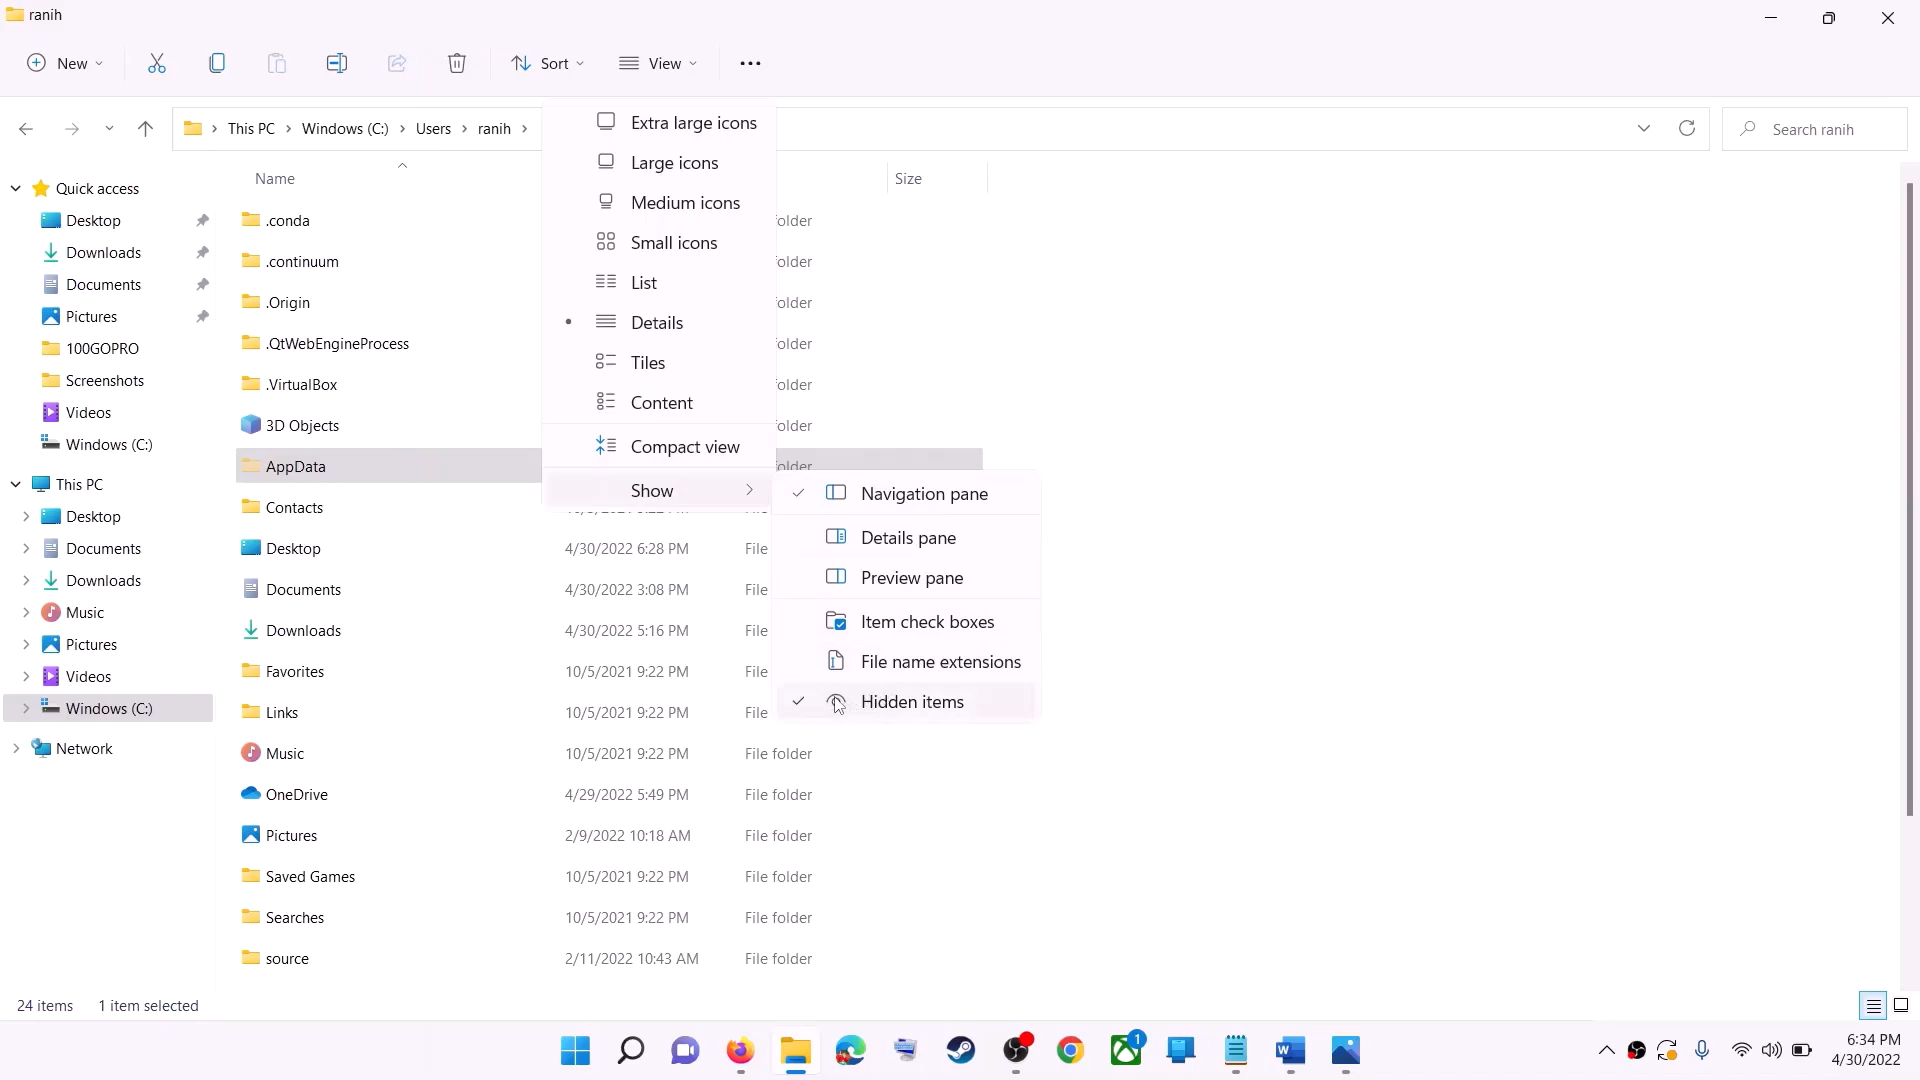 ranih
New
Sort
View
This PC
Windows (C:)
Users
ranih
Search ranih
Name
Size
Quick access
Desktop
Downloads
Documents
Pictures
100GOPRO
Screenshots
Videos
Windows (C:)
This PC
Desktop
Documents
Downloads
Music
Pictures
Videos
Windows (C:)
Network
.conda
.continuum
.Origin
.QtWebEngineProcess
.VirtualBox
3D Objects
AppData
Contacts
Desktop 4/30/2022 6:28 PM File
Documents 4/30/2022 3:08 PM File
Downloads 4/30/2022 5:16 PM File
Favorites 10/5/2021 9:22 PM File
Links 10/5/2021 9:22 PM File
Music 10/5/2021 9:22 PM File folder
OneDrive 4/29/2022 5:49 PM File folder
Pictures 2/9/2022 10:18 AM File folder
Saved Games 10/5/2021 9:22 PM File folder
Searches 10/5/2021 9:22 PM File folder
source 2/11/2022 10:43 AM File folder
Extra large icons
Large icons
Medium icons
Small icons
List
Details
Tiles
Content
Compact view
Show
Navigation pane
Details pane
Preview pane
Item check boxes
File name extensions
Hidden items
24 items 1 item selected
1
6:34 PM
4/30/2022